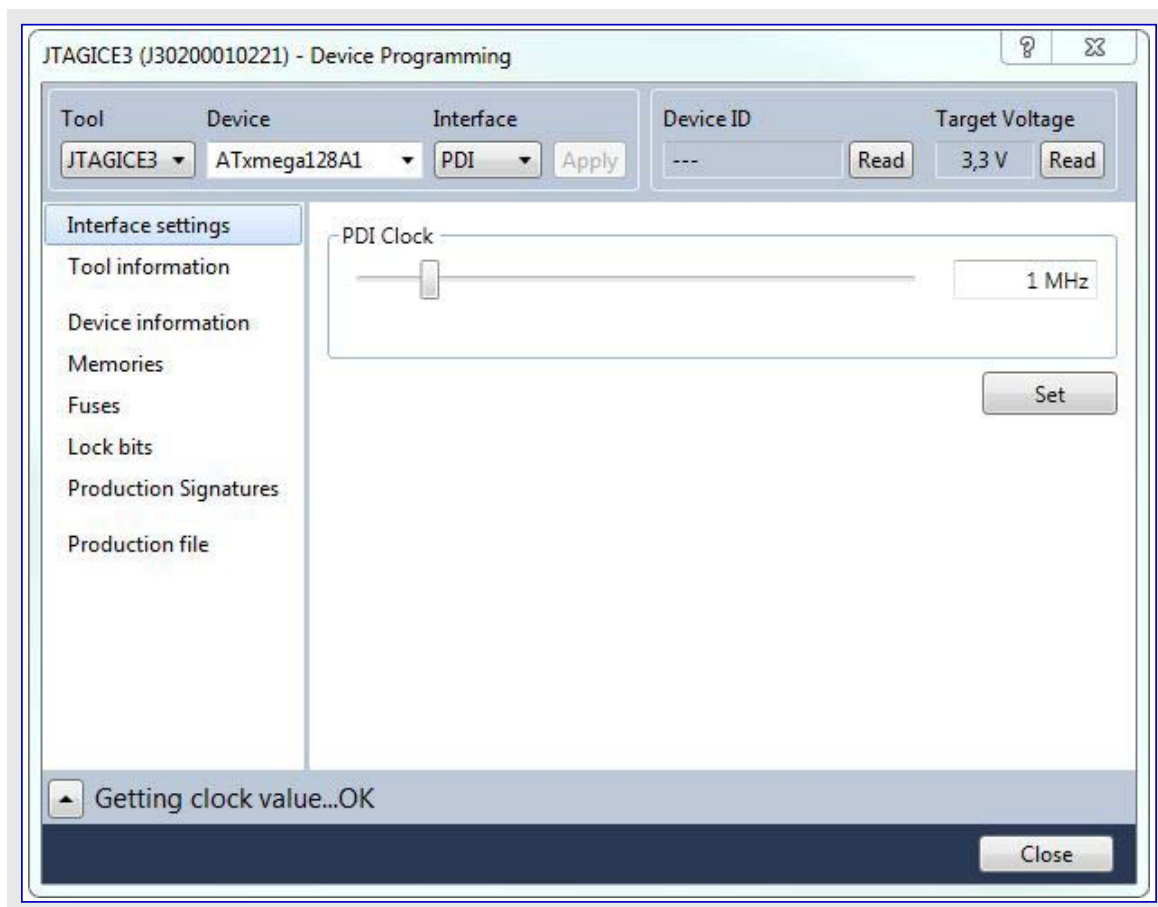 JTAGICE3 (J30200010221) - Device Programming
Tool Device Interface Device ID Target Voltage
JTAGICE3 ATxmega128A1 PDI Apply --- Read 3,3 V Read
Interface settings
Tool information
Device information
Memories
Fuses
Lock bits
Production Signatures
Production file
PDI Clock
1 MHz
Set
Getting clock value...OK
Close